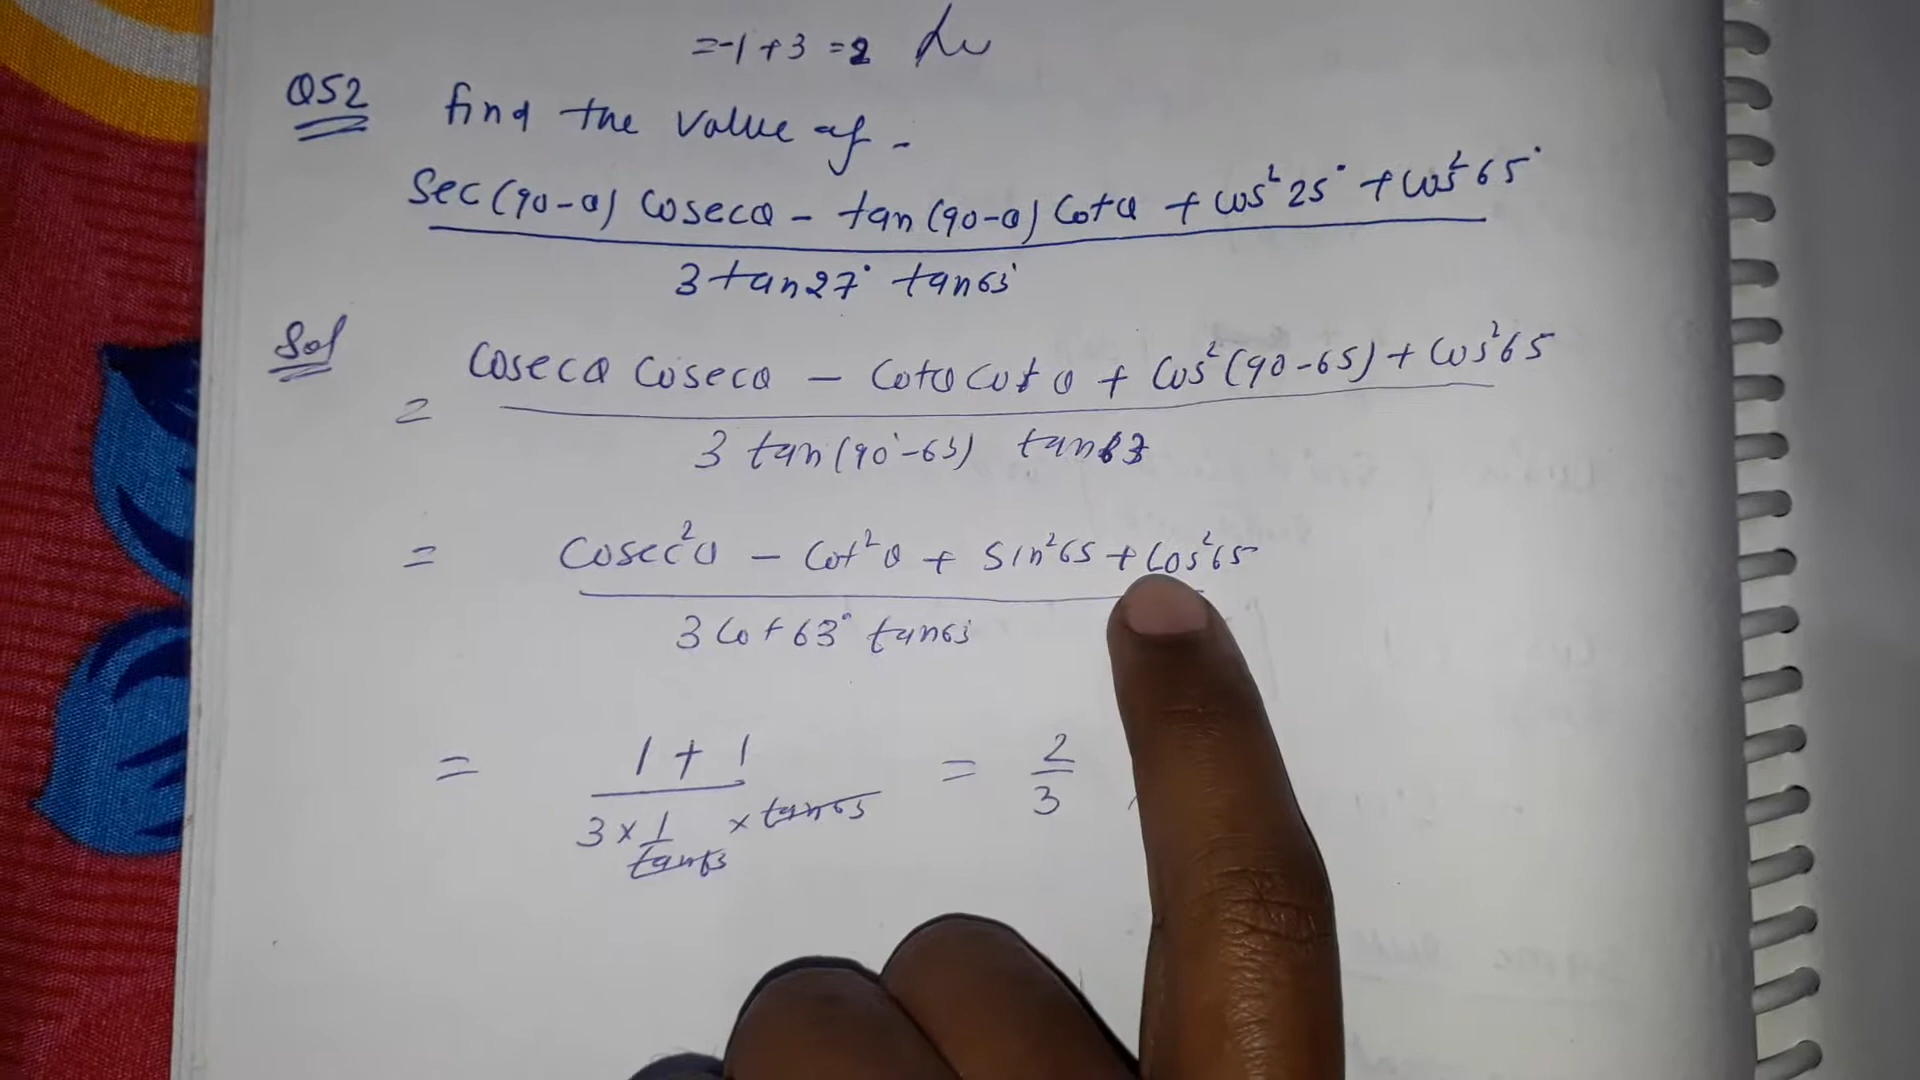 =-1+3=2
Q52 find the value of -
Sec(90-θ) Cosecθ - tan(90-θ) Cotθ + cos²25° + cos²65°
3 tan27° tan63
Sol
= Cosecθ Cosecθ - Cotθ Cotθ + Cos²(90-65) + Cos²65
3 tan(90°-63) tan63
= Cosec²θ - Cot²θ + Sin²65 + Cos²65
3 Cot63° tan63
= 1+1 = 2
3×1 ×tan63 3
tan63